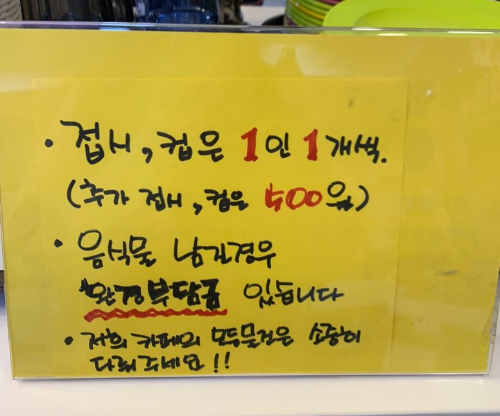 • 접시, 컵은 1인 1개씩.
(추가 접시, 컵은 500원)
• 음식물 남긴경우
환경부담금 있습니다
• 저희 카페의 모두물건은 소중히
다뤄주세요!!